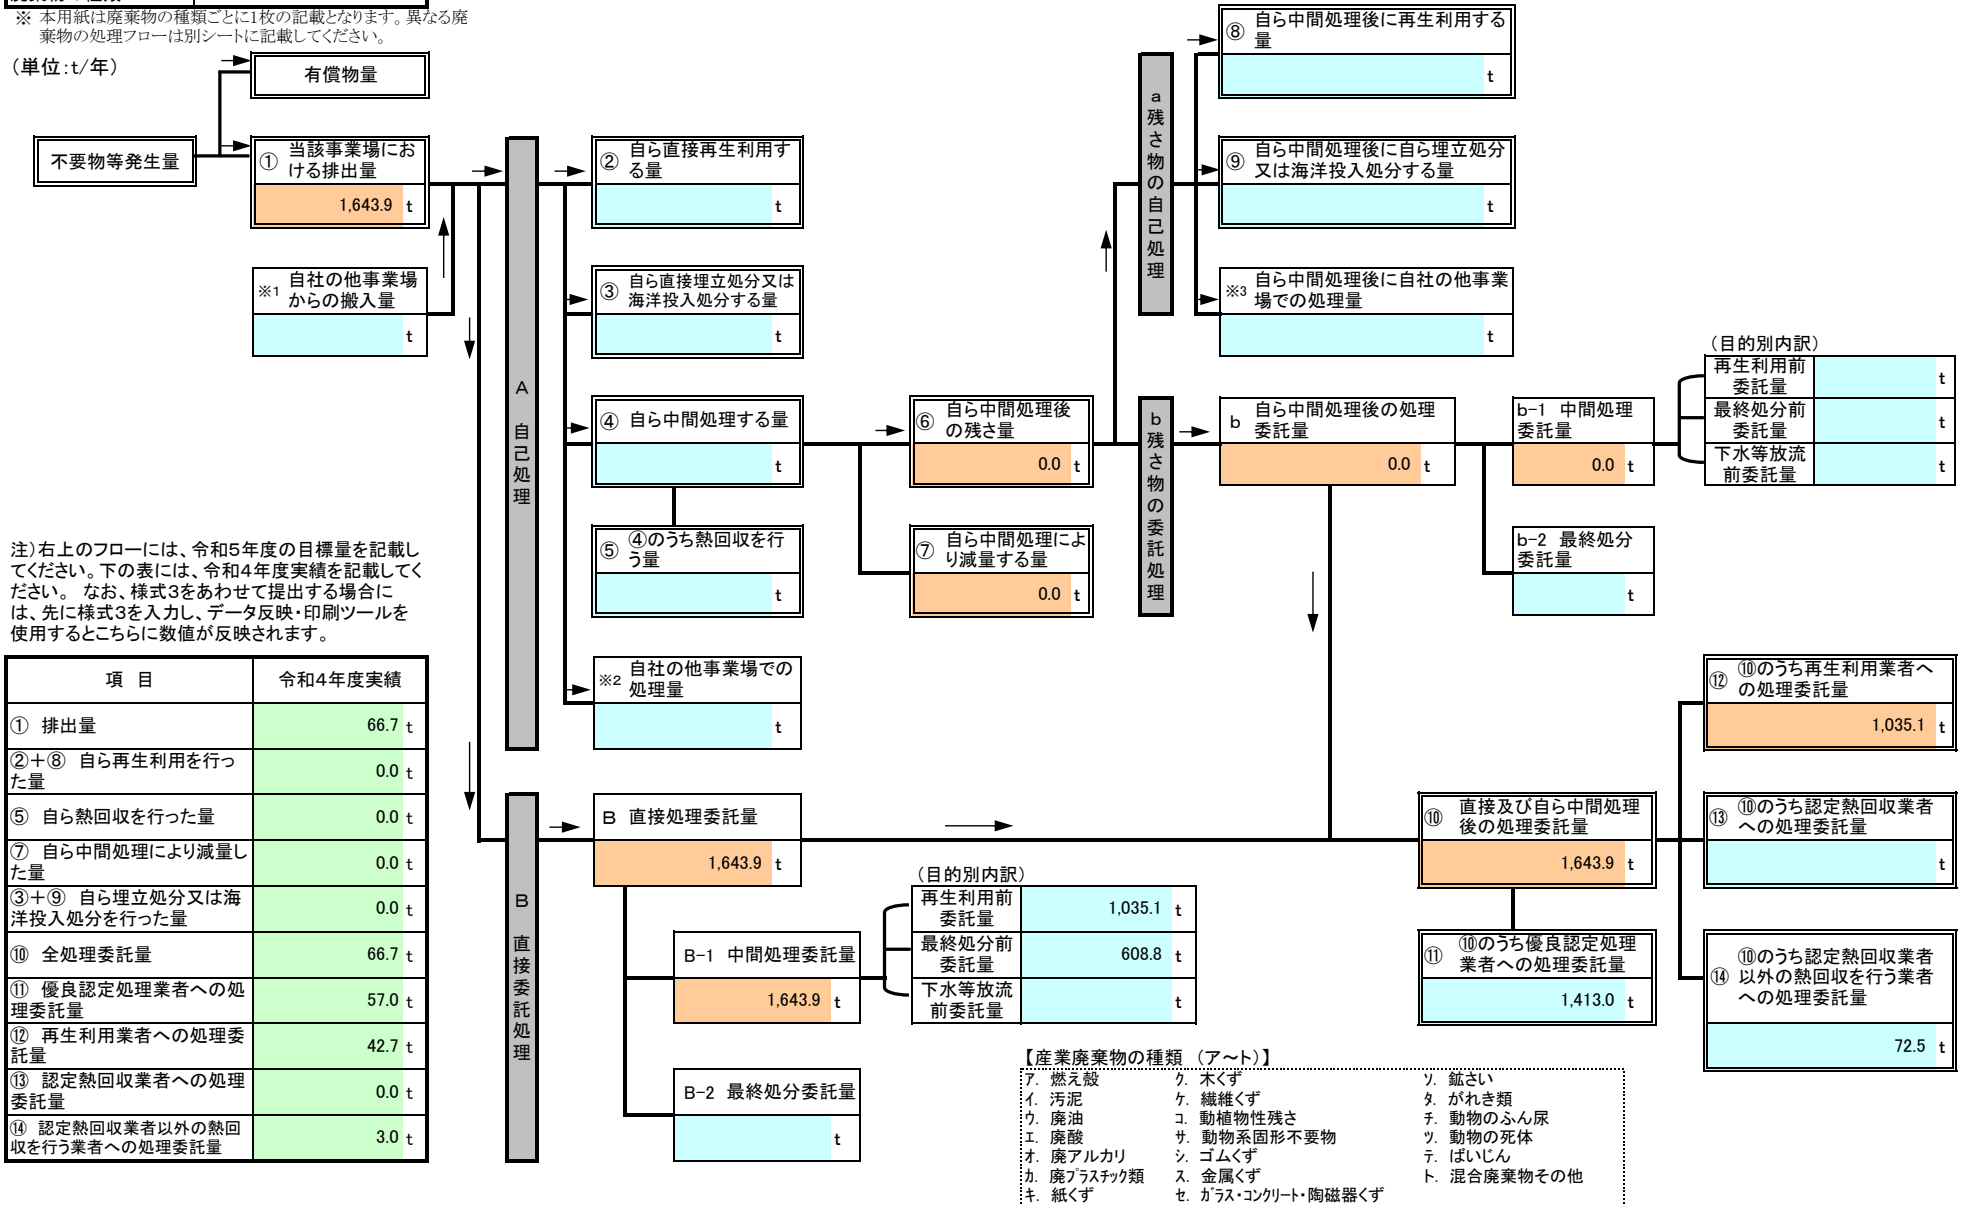 ※ 本用紙は廃棄物の種類ごとに1枚の記載となります。異なる廃
棄物の処理フローは別シートに記載してください。
（単位：t/年）
有償物量
不要物等発生量
① 当該事業場にお
ける排出量
1,643.9 t
※1 自社の他事業場
からの搬入量
t
A 自己処理
② 自ら直接再生利用す
る量
t
③ 自ら直接埋立処分又は
海洋投入処分する量
t
④ 自ら中間処理する量
t
⑤ ④のうち熱回収を行
う量
t
※2 自社の他事業場での
処理量
t
⑥ 自ら中間処理後
の残さ量
0.0 t
⑦ 自ら中間処理によ
り減量する量
0.0 t
a 残さ物の自己処理
⑧ 自ら中間処理後に再生利用する
量
t
⑨ 自ら中間処理後に自ら埋立処分
又は海洋投入処分する量
t
※3 自ら中間処理後に自社の他事業
場での処理量
t
b 残さ物の委託処理
b 自ら中間処理後の処理
委託量
0.0 t
b-1 中間処理
委託量
0.0 t
（目的別内訳）
再生利用前
委託量
t
最終処分前
委託量
t
下水等放流
前委託量
t
b-2 最終処分
委託量
t
注）右上のフローには、令和５年度の目標量を記載し
てください。下の表には、令和４年度実績を記載してく
ださい。 なお、様式３をあわせて提出する場合に
は、先に様式３を入力し、データ反映・印刷ツールを
使用するとこちらに数値が反映されます。
項 目 令和４年度実績
① 排出量 66.7 t
②＋⑧ 自ら再生利用を行っ
た量 0.0 t
⑤ 自ら熱回収を行った量 0.0 t
⑦ 自ら中間処理により減量し
た量 0.0 t
③＋⑨ 自ら埋立処分又は海
洋投入処分を行った量 0.0 t
⑩ 全処理委託量 66.7 t
⑪ 優良認定処理業者への処
理委託量 57.0 t
⑫ 再生利用業者への処理委
託量 42.7 t
⑬ 認定熱回収業者への処理
委託量 0.0 t
⑭ 認定熱回収業者以外の熱回
収を行う業者への処理委託量 3.0 t
B 直接委託処理
B 直接処理委託量
1,643.9 t
B-1 中間処理委託量
1,643.9 t
B-2 最終処分委託量
t
（目的別内訳）
再生利用前
委託量
1,035.1 t
最終処分前
委託量
608.8 t
下水等放流
前委託量
t
⑩ 直接及び自ら中間処理
後の処理委託量
1,643.9 t
⑪ ⑩のうち優良認定処理
業者への処理委託量
1,413.0 t
⑫ ⑩のうち再生利用業者へ
の処理委託量
1,035.1 t
⑬ ⑩のうち認定熱回収業者
への処理委託量
t
⑭ ⑩のうち認定熱回収業者
以外の熱回収を行う業者
への処理委託量
72.5 t
【産業廃棄物の種類 （ア～ト）】
ア. 燃え殻 ク. 木くず ソ. 鉱さい
イ. 汚泥 ケ. 繊維くず タ. がれき類
ウ. 廃油 コ. 動植物性残さ チ. 動物のふん尿
エ. 廃酸 サ. 動物系固形不要物 ツ. 動物の死体
オ. 廃アルカリ シ. ゴムくず テ. ばいじん
カ. 廃プラスチック類 ス. 金属くず ト. 混合廃棄物その他
キ. 紙くず セ. ガラス・コンクリート・陶磁器くず